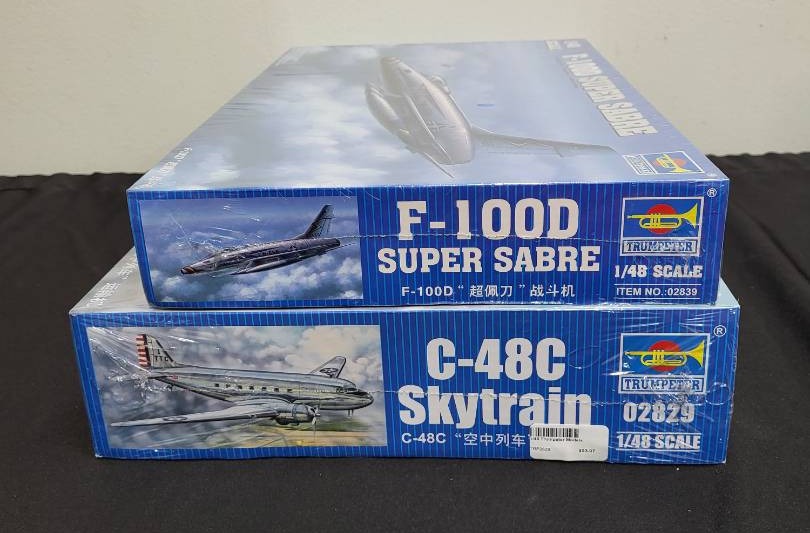 F-100D SUPER SABRE
TRUMPETER
F-100D
SUPER SABRE
F-100D“超佩刀”战斗机
TRUMPETER
®
1/48 SCALE
ITEM NO.:02839
C-48C
Skytrain
C-48C “空中列车
TRUMPETER
®
02829
1/48 SCALE